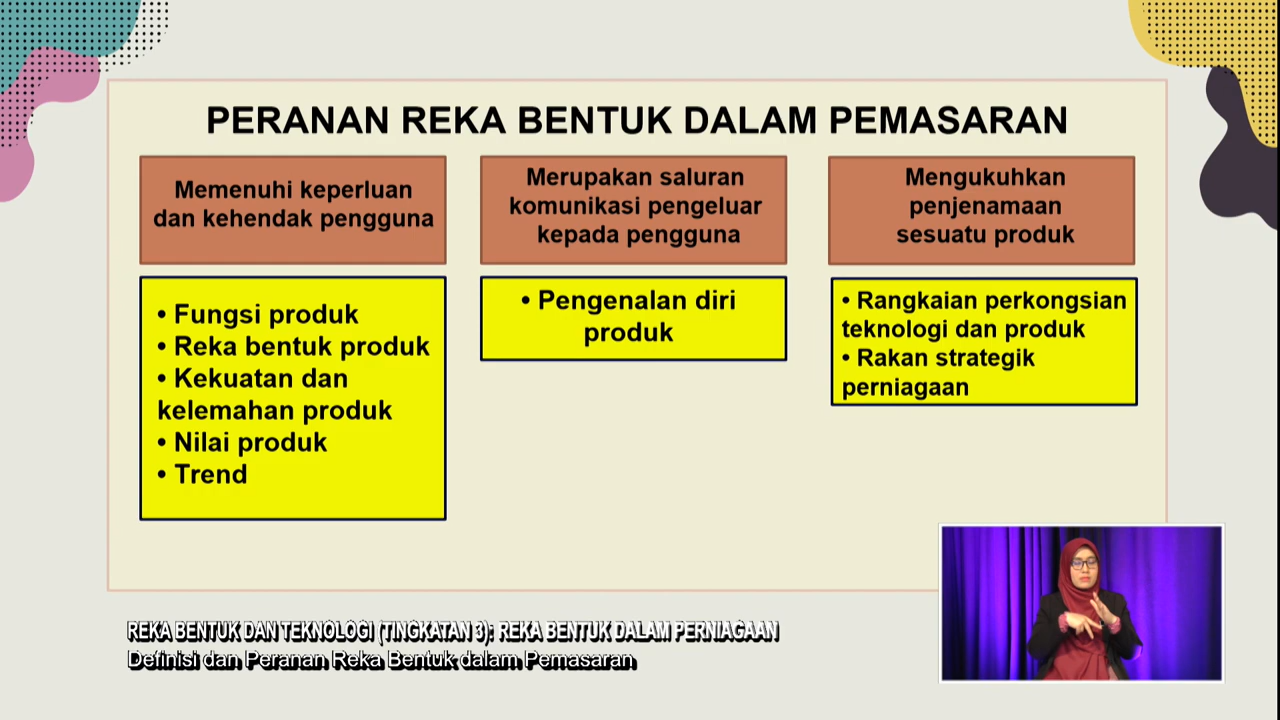 PERANAN REKA BENTUK DALAM PEMASARAN
Memenuhi keperluan
dan kehendak pengguna
• Fungsi produk
• Reka bentuk produk
• Kekuatan dan
kelemahan produk
• Nilai produk
• Trend
Merupakan saluran
komunikasi pengeluar
kepada pengguna
• Pengenalan diri
produk
Mengukuhkan
penjenamaan
sesuatu produk
• Rangkaian perkongsian
teknologi dan produk
• Rakan strategik
perniagaan
REKA BENTUK DAN TEKNOLOGI (TINGKATAN 3): REKA BENTUK DALAM PERNIAGAAN
Definisi dan Peranan Reka Bentuk dalam Pemasaran